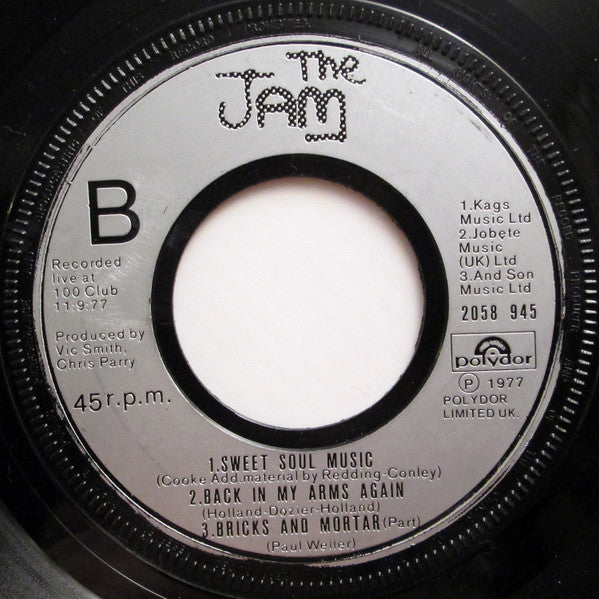 The
JAM
B
Recorded
live at
100 Club
11.9.77
Produced by
Vic Smith,
Chris Parry
45 r.p.m.
1.Kags
Music Ltd
2.Jobete
Music
(UK) Ltd
3.And Son
Music Ltd
2058 945
polydor
P 1977
POLYDOR
LIMITED UK.
1.SWEET SOUL MUSIC
(Cooke Add.material by Redding-Conley)
2.BACK IN MY ARMS AGAIN
(Holland-Dozier-Holland)
3.BRICKS AND MORTAR(Part)
(Paul Weller)